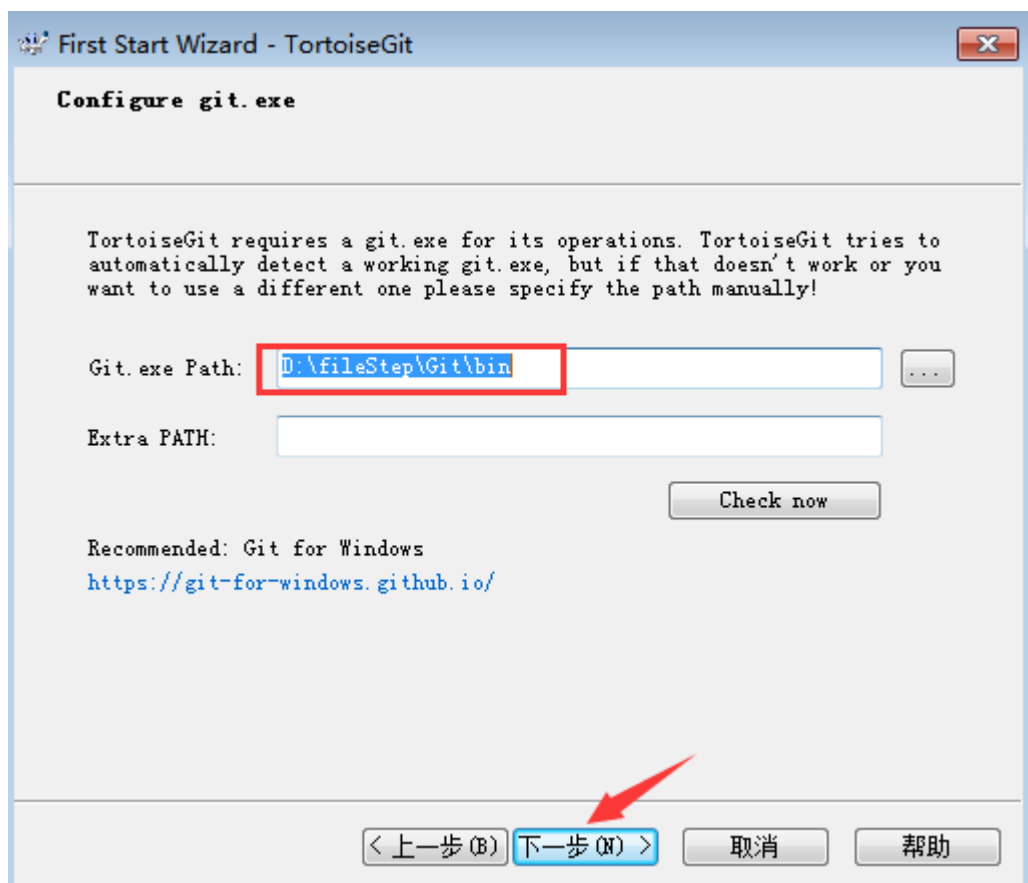 First Start Wizard - TortoiseGit
Configure git.exe
TortoiseGit requires a git.exe for its operations. TortoiseGit tries to
automatically detect a working git.exe, but if that doesn't work or you
want to use a different one please specify the path manually!
Git.exe Path: D:\fileStep\Git\bin ...
Extra PATH:
Check now
Recommended: Git for Windows
https://git-for-windows.github.io/
< 上一步(B) 下一步(N) > 取消 帮助